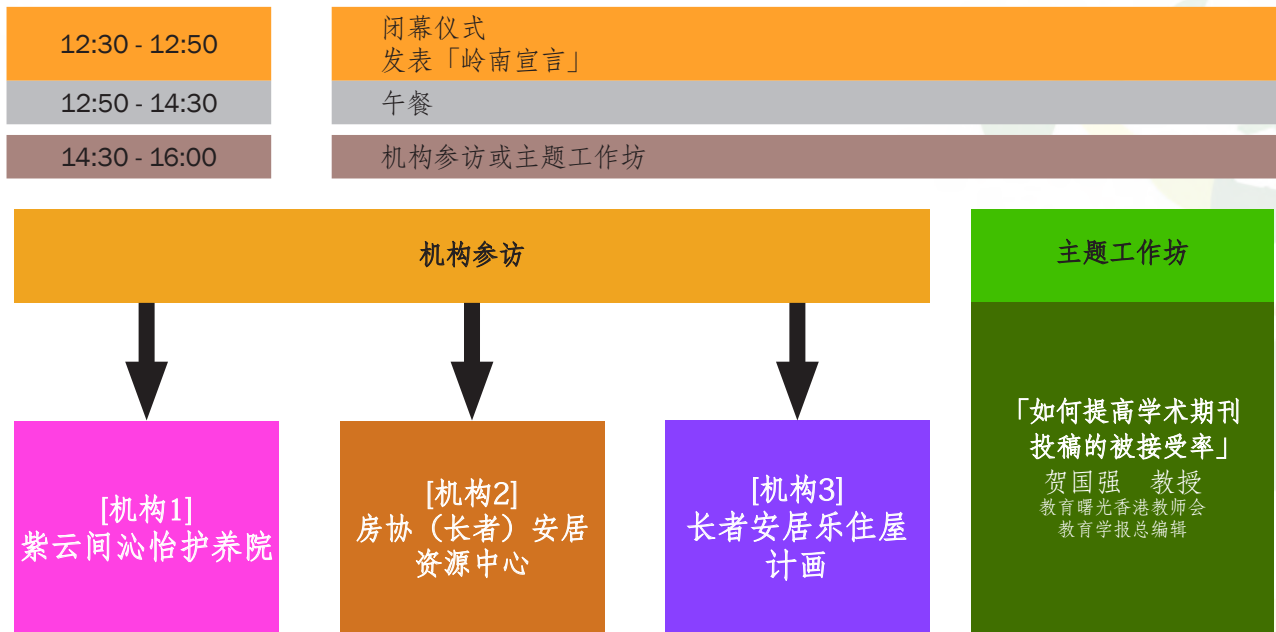 12:30 - 12:50
闭幕仪式
发表「岭南宣言」
12:50 - 14:30
午餐
14:30 - 16:00
机构参访或主题工作坊
机构参访
主题工作坊
[机构1]
紫云间沁怡护养院
[机构2]
房协（长者）安居
资源中心
[机构3]
长者安居乐住屋
计画
「如何提高学术期刊
投稿的被接受率」
贺国强　教授
教育曙光香港教师会
教育学报总编辑